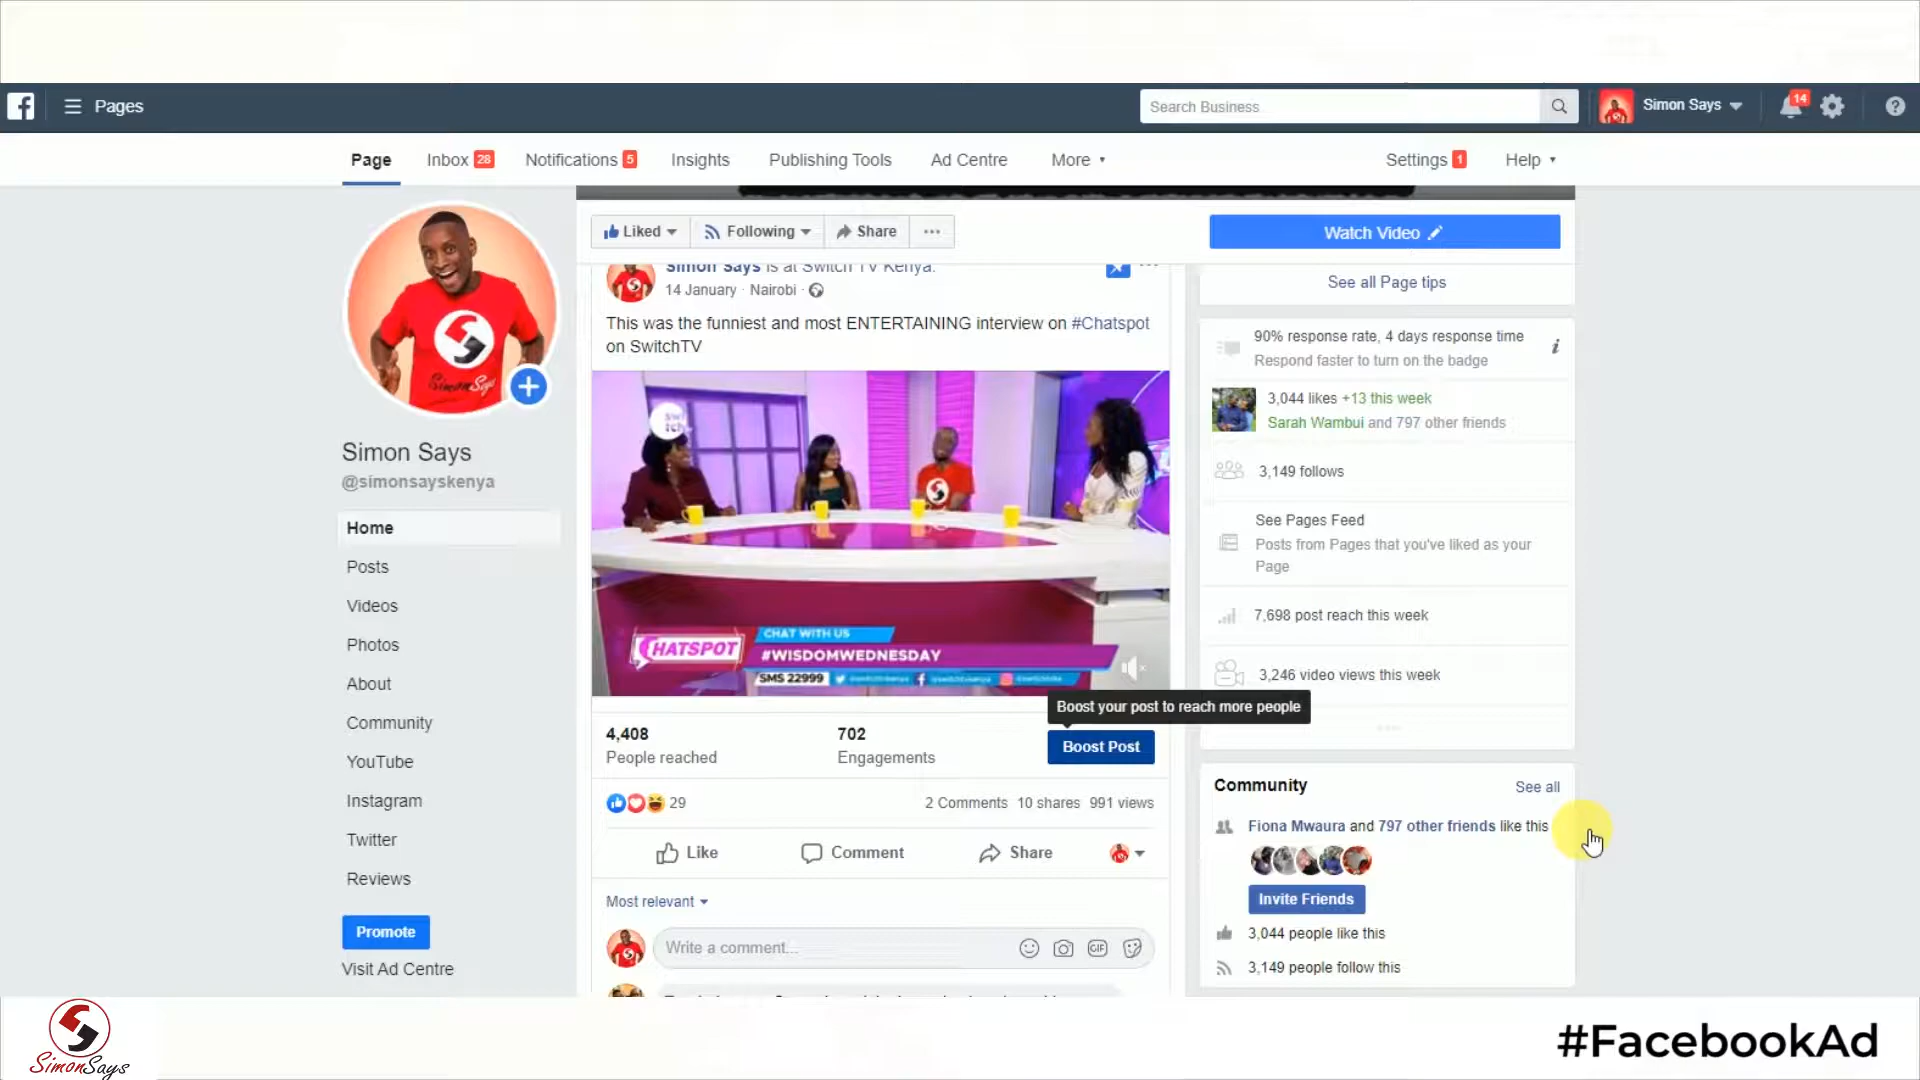 Pages
Search Business
Simon Says
14
Page
Inbox 28
Notifications 5
Insights
Publishing Tools
Ad Centre
More
Settings 1
Help
Liked
Following
Share
Watch Video
Simon Says is at Switch TV Kenya.
14 January · Nairobi ·
This was the funniest and most ENTERTAINING interview on #Chatspot
on SwitchTV
switch
CHATSPOT
CHAT WITH US
#WISDOMWEDNESDAY
SMS 22999
Boost your post to reach more people
4,408
People reached
702
Engagements
Boost Post
29
2 Comments 10 shares 991 views
Like
Comment
Share
Most relevant
Write a comment...
GIF
Simon Says
@simonsayskenya
Home
Posts
Videos
Photos
About
Community
YouTube
Instagram
Twitter
Reviews
Promote
Visit Ad Centre
See all Page tips
90% response rate, 4 days response time
Respond faster to turn on the badge
3,044 likes +13 this week
Sarah Wambui and 797 other friends
3,149 follows
See Pages Feed
Posts from Pages that you've liked as your
Page
7,698 post reach this week
3,246 video views this week
Community
See all
Fiona Mwaura and 797 other friends like this
Invite Friends
3,044 people like this
3,149 people follow this
SimonSays
#FacebookAd